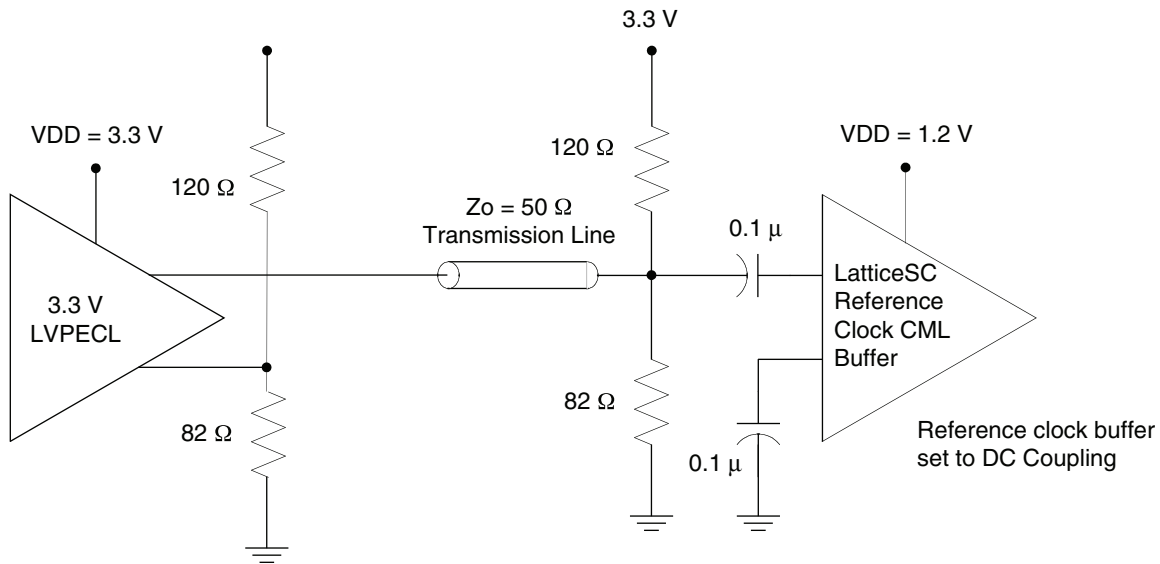 3.3 V
VDD = 3.3 V
VDD = 1.2 V
120 Ω
120 Ω
Zo = 50 Ω
Transmission Line
0.1 μ
3.3 V
LVPECL
LatticeSC
Reference
Clock CML
Buffer
82 Ω
82 Ω
0.1 μ
Reference clock buffer
set to DC Coupling